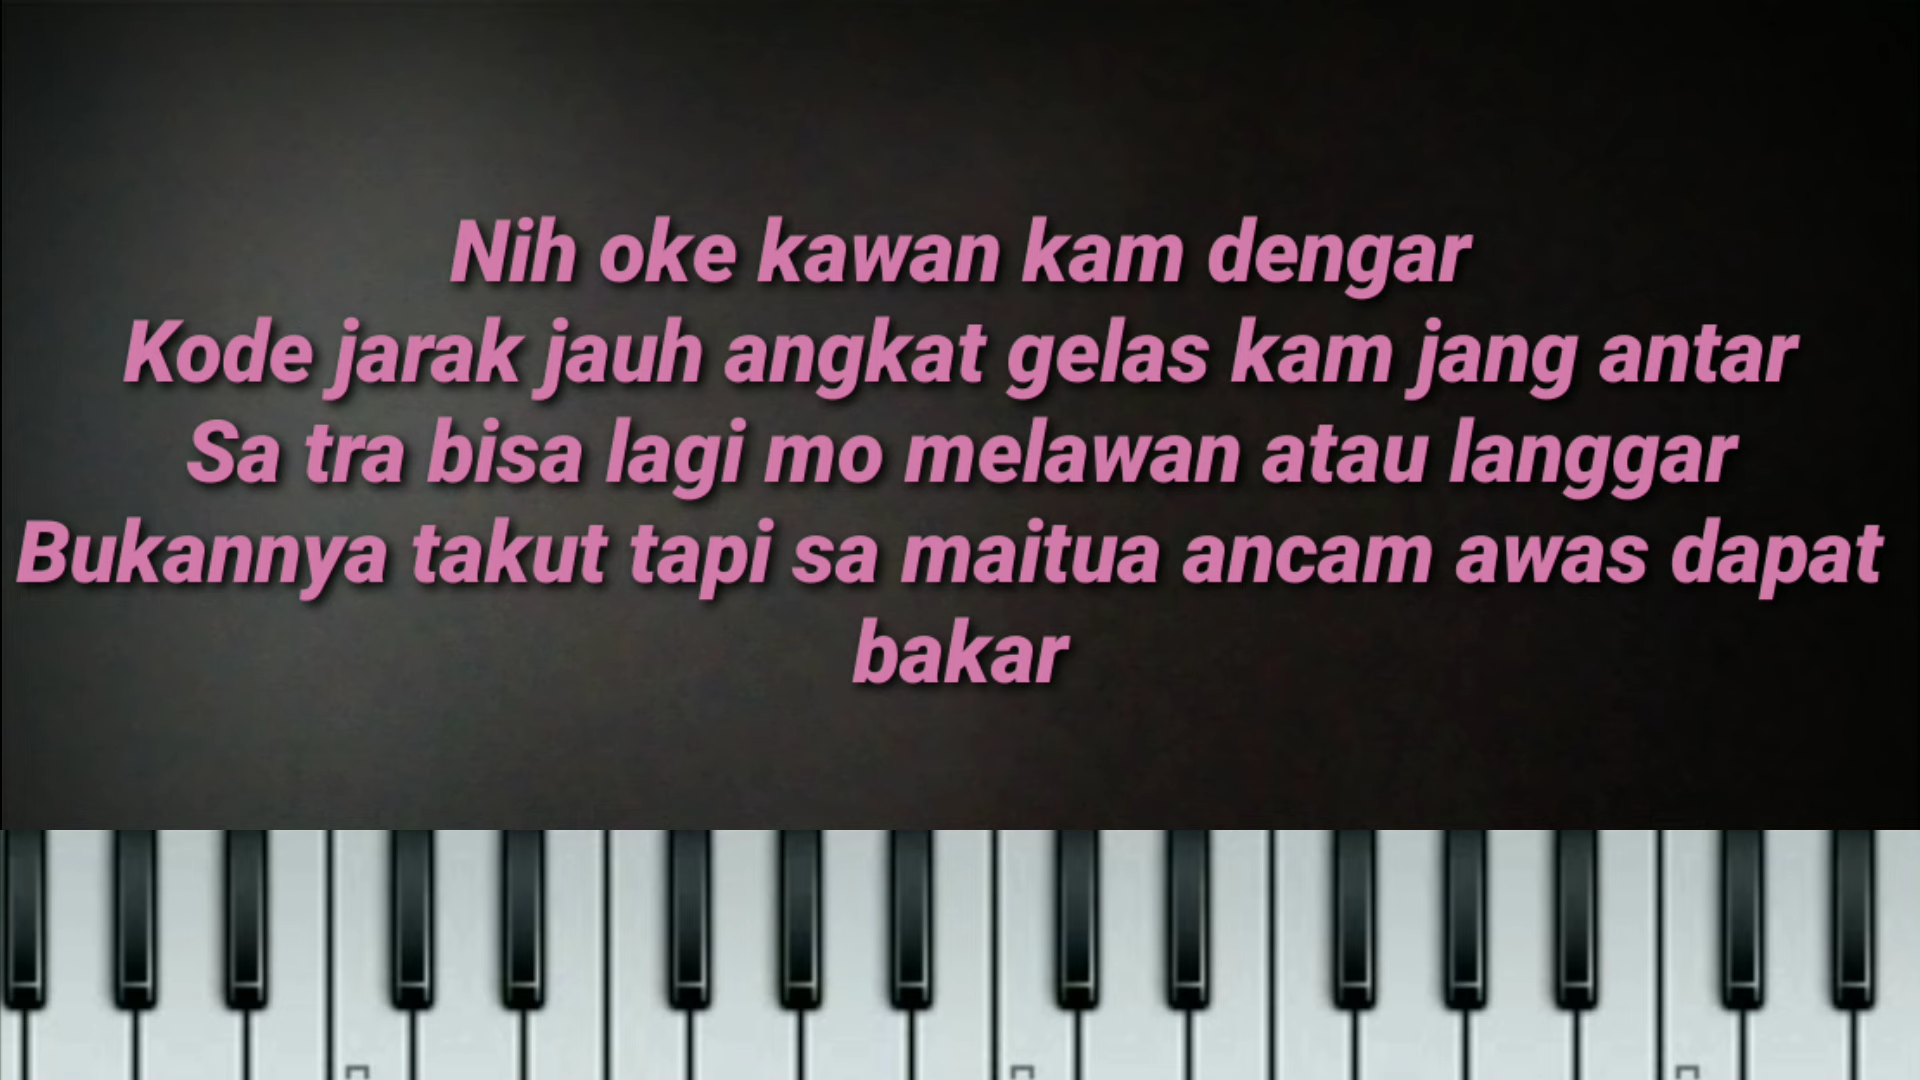 Nih oke kawan kam dengar
Kode jarak jauh angkat gelas kam jang antar
Sa tra bisa lagi mo melawan atau langgar
Bukannya takut tapi sa maitua ancam awas dapat
bakar